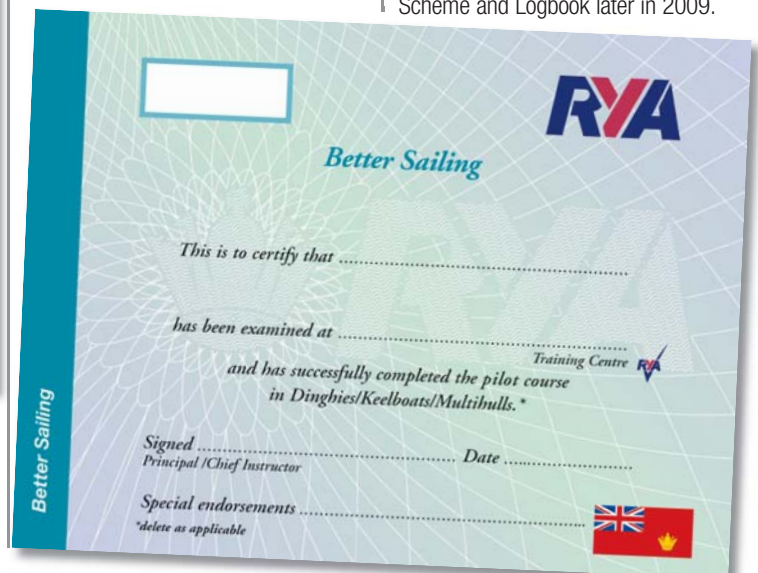 Scheme and Logbook later in 2009.
RYA
Better Sailing
RYA
This is to certify that ........................................................................
has been examined at ........................................................................
Training Centre RYA
and has successfully completed the pilot course
in Dinghies/Keelboats/Multihulls.*
Signed ................................................................ Date ................................
Principal /Chief Instructor
Special endorsements ........................................................................
*delete as applicable
Better Sailing